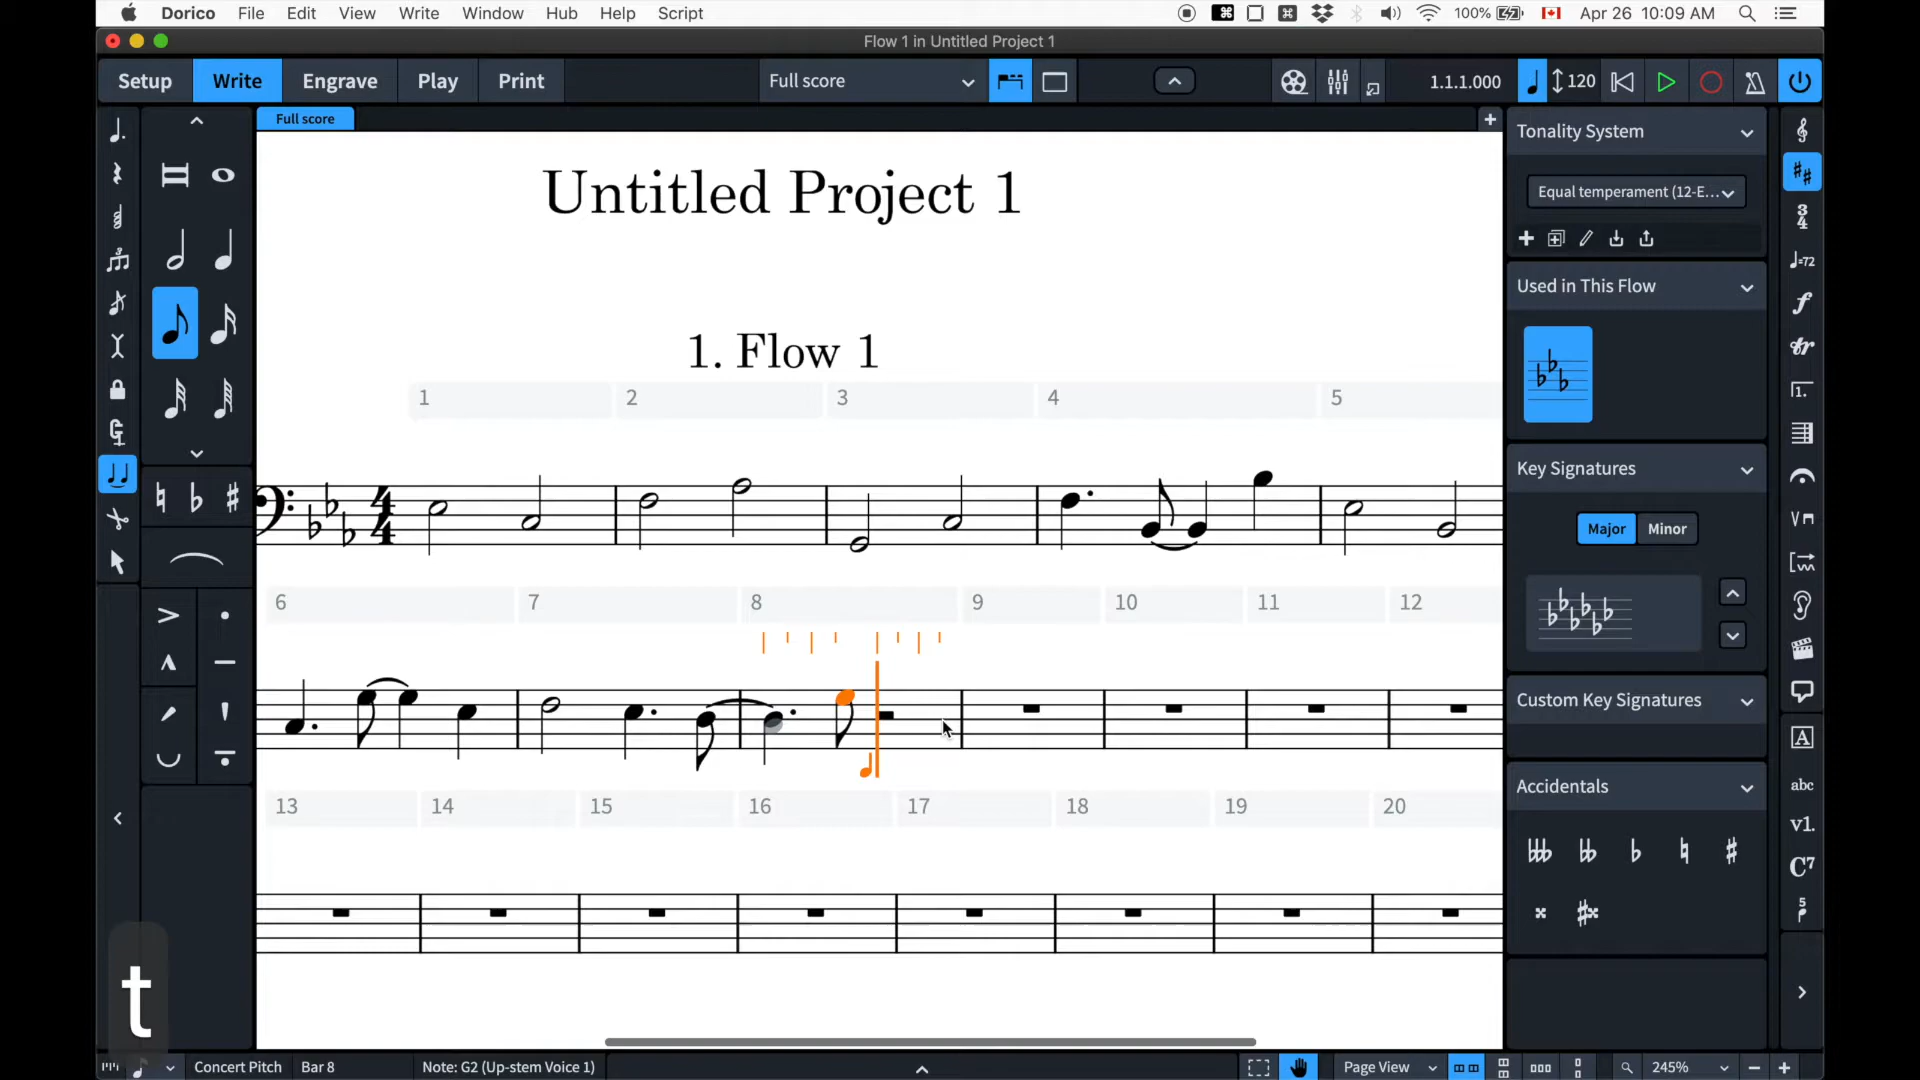 Dorico File Edit View Write Window Hub Help Script 100% Apr 26 10:09 AM
Flow 1 in Untitled Project 1
Setup Write Engrave Play Print Full score 1.1.1.000 120
Full score
Tonality System
Equal temperament (12-E...
Untitled Project 1
Used in This Flow
1. Flow 1
1 2 3 4 5
Key Signatures
Major Minor
6 7 8 9 10 11 12
Custom Key Signatures
Accidentals
13 14 15 16 17 18 19 20
=72
1.
abc
v1.
C7
5
t
Concert Pitch Bar 8 Note: G2 (Up-stem Voice 1) Page View 245%